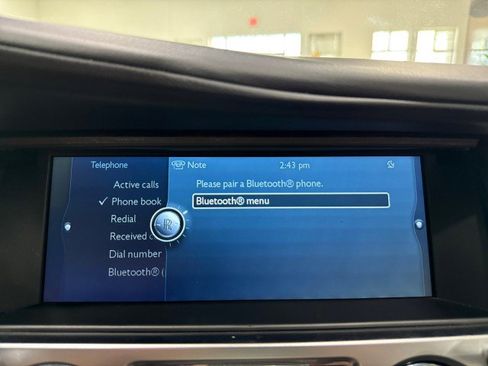 Telephone
Note
2:43 pm
Active calls
Phone book
Redial
Received c
Dial number
Bluetooth® (
Please pair a Bluetooth® phone.
Bluetooth® menu